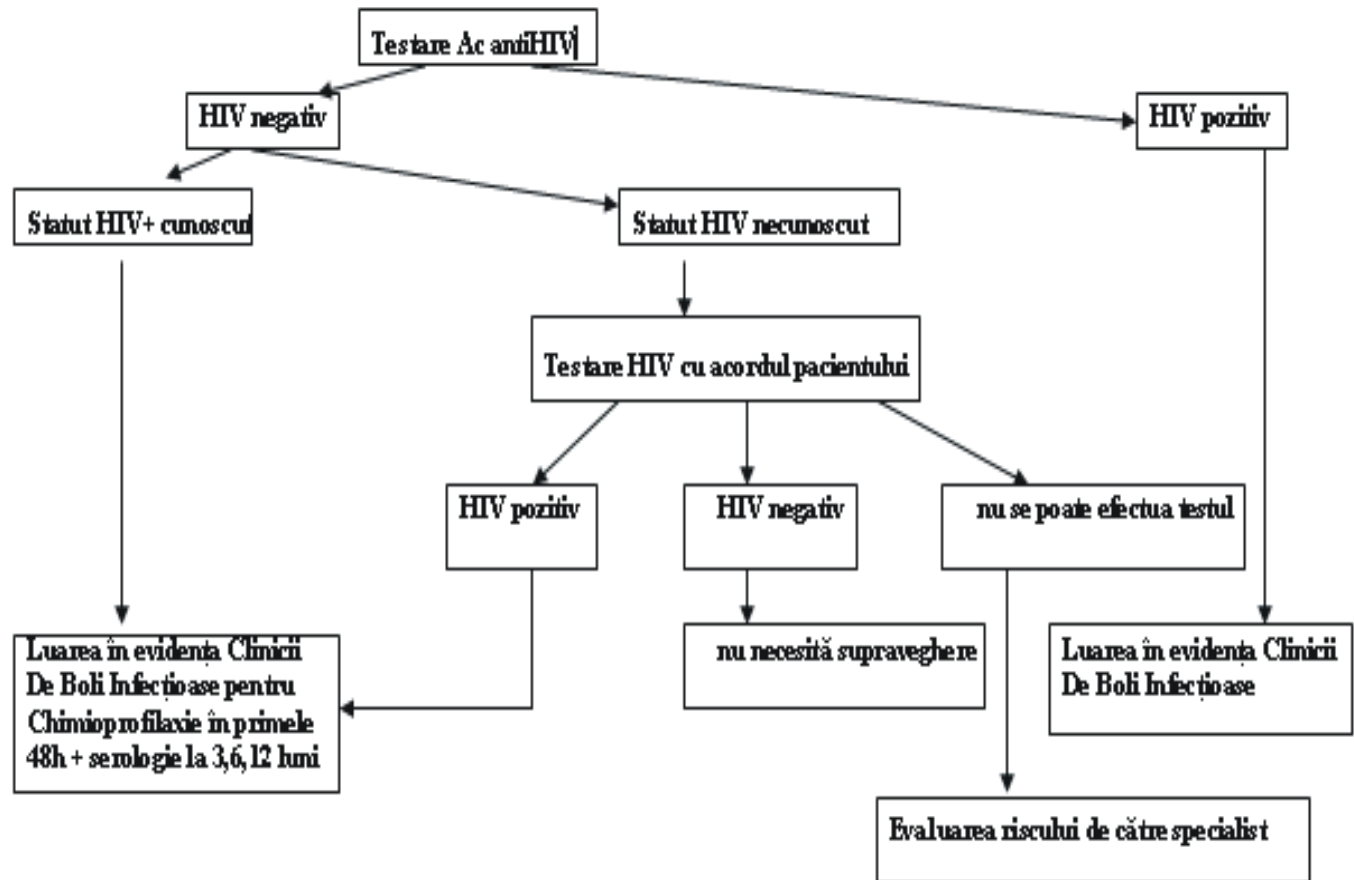 Testare Ac antiHIV
HIV negativ
HIV pozitiv
Statut HIV+ cunoscut
Statut HIV necunoscut
Testare HIV cu acordul pacientului
HIV pozitiv
HIV negativ
nu se poate efectua testul
Luarea în evidența Clinicii
De Boli Infecțioase pentru
Chimioprofilaxie în primele
48h + serologie la 3,6,12 luni
nu necesită supraveghere
Luarea în evidența Clinicii
De Boli Infecțioase
Evaluarea riscului de către specialist